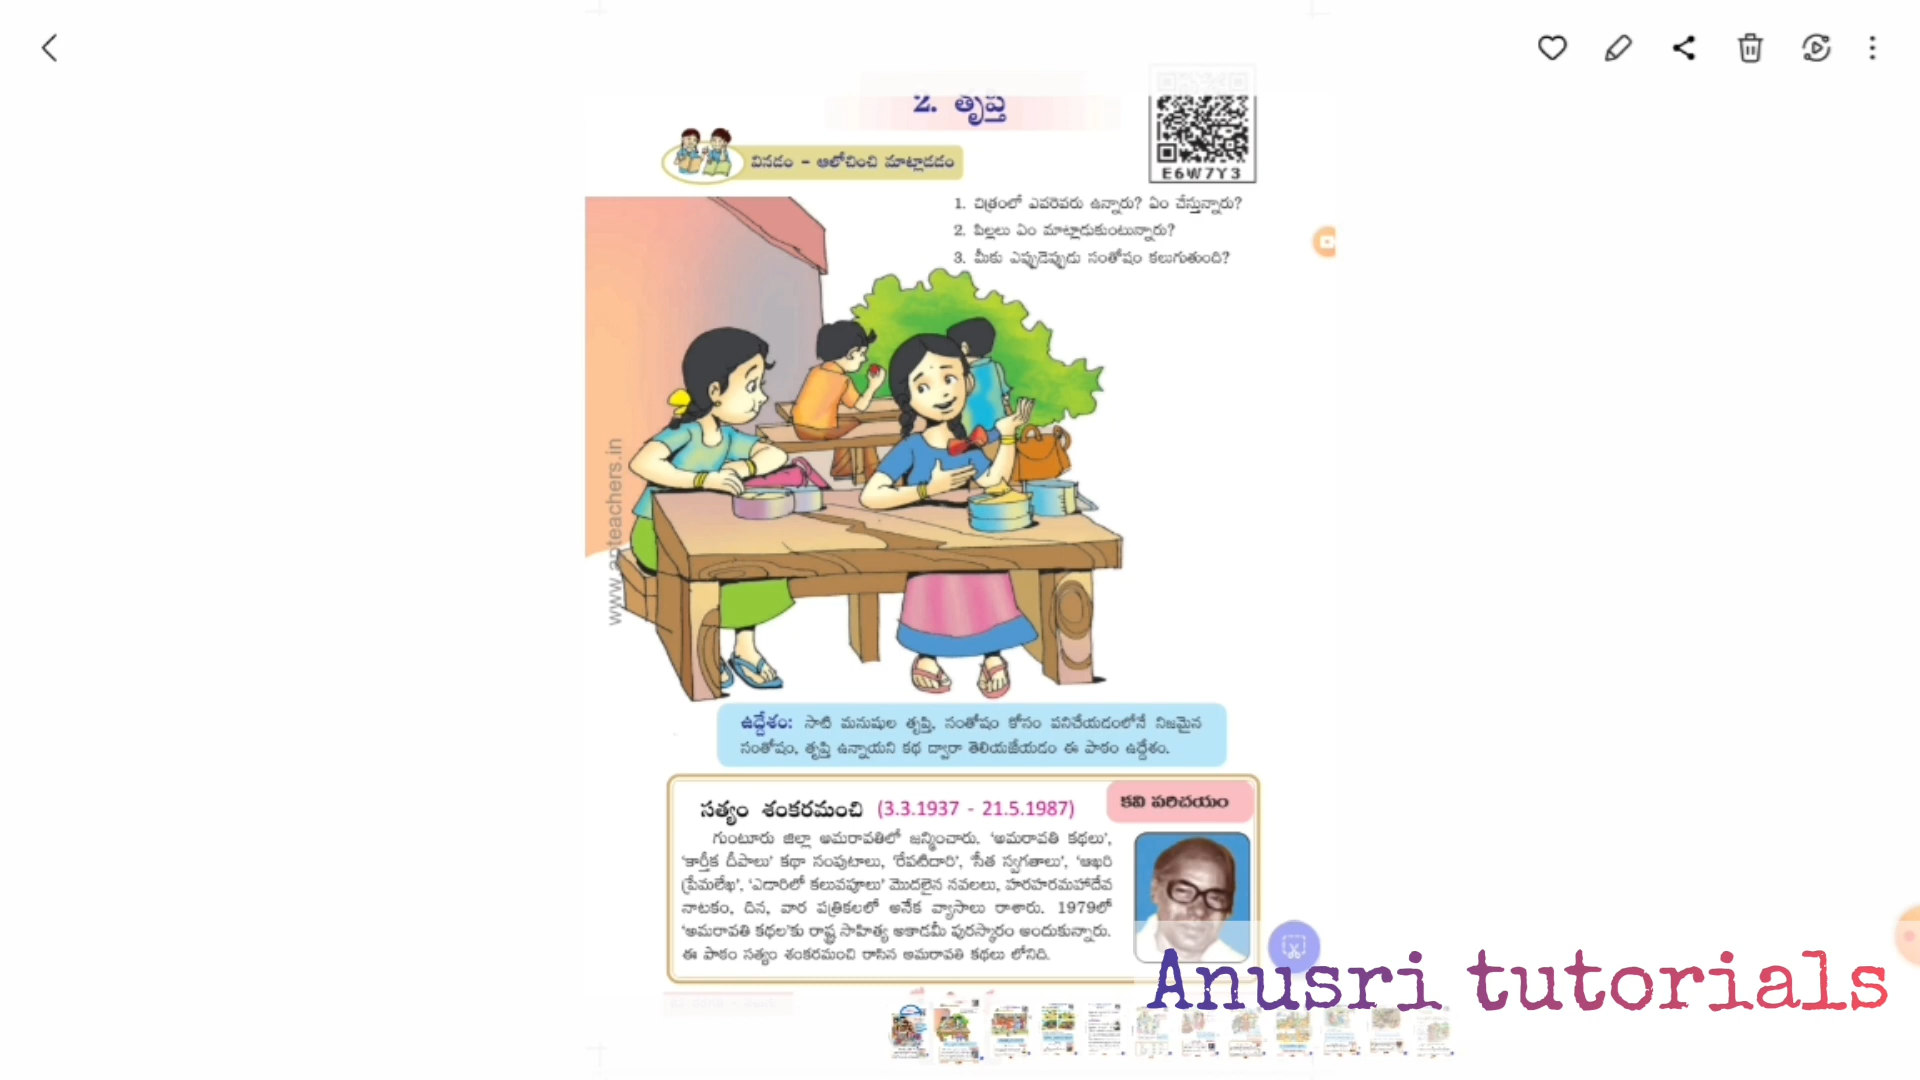 2. తృప్తి
వినడం - ఆలోచించి మాట్లాడడం
E6W7Y3
1. చిత్రంలో ఎవరెవరు ఉన్నారు? ఏం చేస్తున్నారు?
2. పిల్లలు ఏం మాట్లాడుకుంటున్నారు?
3. మీకు ఎప్పుడెప్పుడు సంతోషం కలుగుతుంది?
www.apteachers.in
ఉద్దేశం: సాటి మనుషుల తృప్తి, సంతోషం కోసం పనిచేయడంలోనే నిజమైన
సంతోషం, తృప్తి ఉన్నాయని కథ ద్వారా తెలియజేయడం ఈ పాఠం ఉద్దేశం.
కవి పరిచయం
సత్యం శంకరమంచి (3.3.1937 - 21.5.1987)
గుంటూరు జిల్లా అమరావతిలో జన్మించారు. 'అమరావతి కథలు',
'కార్తీక దీపాలు' కథా సంపుటాలు, 'రేపటిదారి', 'సీత స్వగతాలు', 'ఆఖరి
ప్రేమలేఖ', 'ఎడారిలో కలువపూలు' మొదలైన నవలలు, హరహరమహాదేవ
నాటకం, దిన, వార పత్రికలలో అనేక వ్యాసాలు రాశారు. 1979లో
'అమరావతి కథల'కు రాష్ట్ర సాహిత్య అకాడమీ పురస్కారం అందుకున్నారు.
ఈ పాఠం సత్యం శంకరమంచి రాసిన అమరావతి కథలు లోనిది.
Anusri tutorials